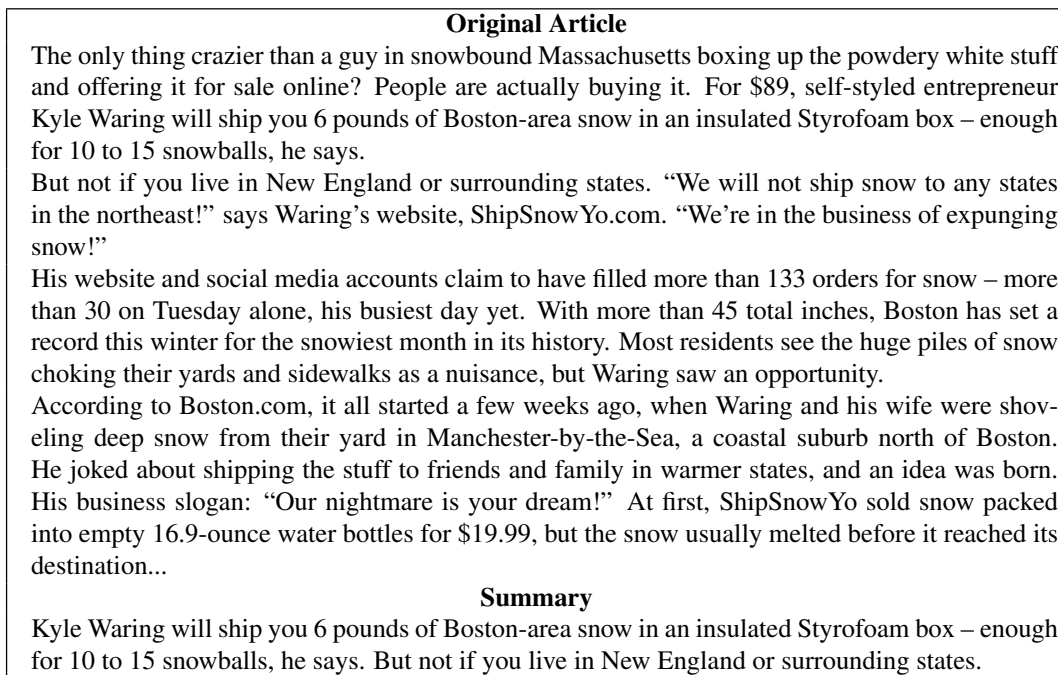 Original Article
The only thing crazier than a guy in snowbound Massachusetts boxing up the powdery white stuff
and offering it for sale online? People are actually buying it. For $89, self-styled entrepreneur
Kyle Waring will ship you 6 pounds of Boston-area snow in an insulated Styrofoam box – enough
for 10 to 15 snowballs, he says.
But not if you live in New England or surrounding states. “We will not ship snow to any states
in the northeast!” says Waring’s website, ShipSnowYo.com. “We’re in the business of expunging
snow!”
His website and social media accounts claim to have filled more than 133 orders for snow – more
than 30 on Tuesday alone, his busiest day yet. With more than 45 total inches, Boston has set a
record this winter for the snowiest month in its history. Most residents see the huge piles of snow
choking their yards and sidewalks as a nuisance, but Waring saw an opportunity.
According to Boston.com, it all started a few weeks ago, when Waring and his wife were shov-
eling deep snow from their yard in Manchester-by-the-Sea, a coastal suburb north of Boston.
He joked about shipping the stuff to friends and family in warmer states, and an idea was born.
His business slogan: “Our nightmare is your dream!” At first, ShipSnowYo sold snow packed
into empty 16.9-ounce water bottles for $19.99, but the snow usually melted before it reached its
destination...
Summary
Kyle Waring will ship you 6 pounds of Boston-area snow in an insulated Styrofoam box – enough
for 10 to 15 snowballs, he says. But not if you live in New England or surrounding states.